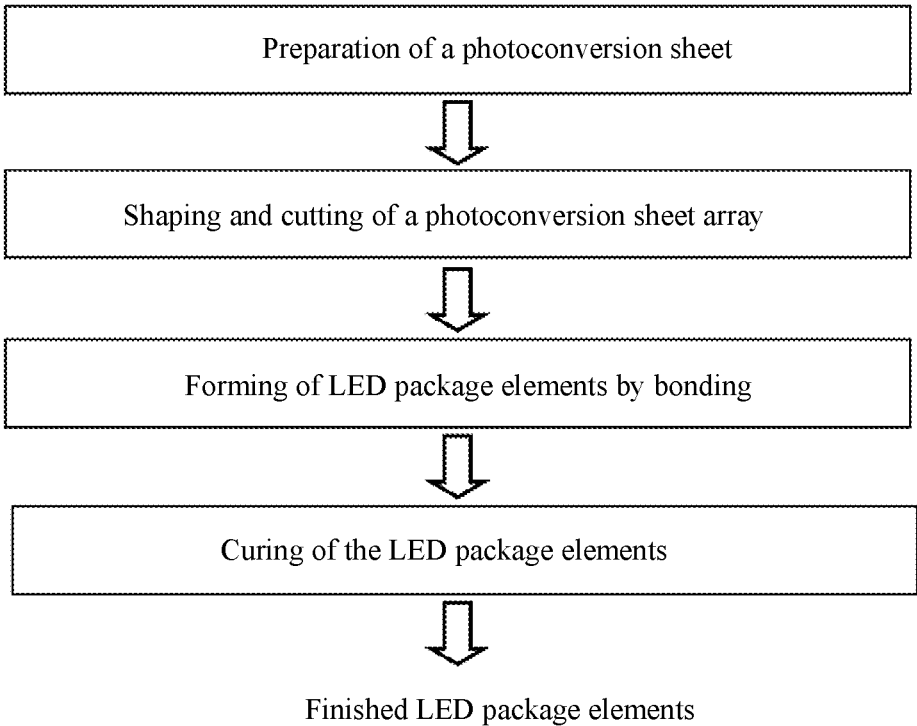 Preparation of a photoconversion sheet
Shaping and cutting of a photoconversion sheet array
Forming of LED package elements by bonding
Curing of the LED package elements
Finished LED package elements